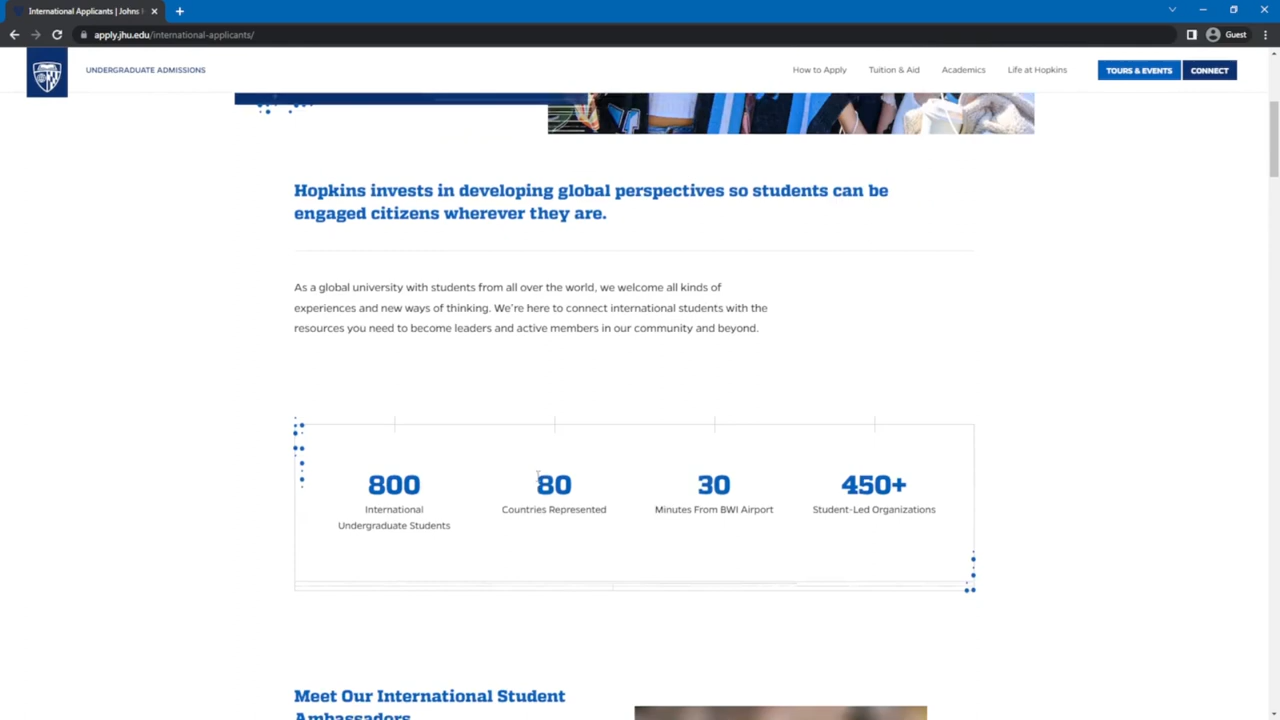 International Applicants | Johns H
apply.jhu.edu/international-applicants/
Guest
UNDERGRADUATE ADMISSIONS
How to Apply
Tuition & Aid
Academics
Life at Hopkins
TOURS & EVENTS
CONNECT
Hopkins invests in developing global perspectives so students can be
engaged citizens wherever they are.
As a global university with students from all over the world, we welcome all kinds of
experiences and new ways of thinking. We're here to connect international students with the
resources you need to become leaders and active members in our community and beyond.
800
International
Undergraduate Students
80
Countries Represented
30
Minutes From BWI Airport
450+
Student-Led Organizations
Meet Our International Student
Ambassadors